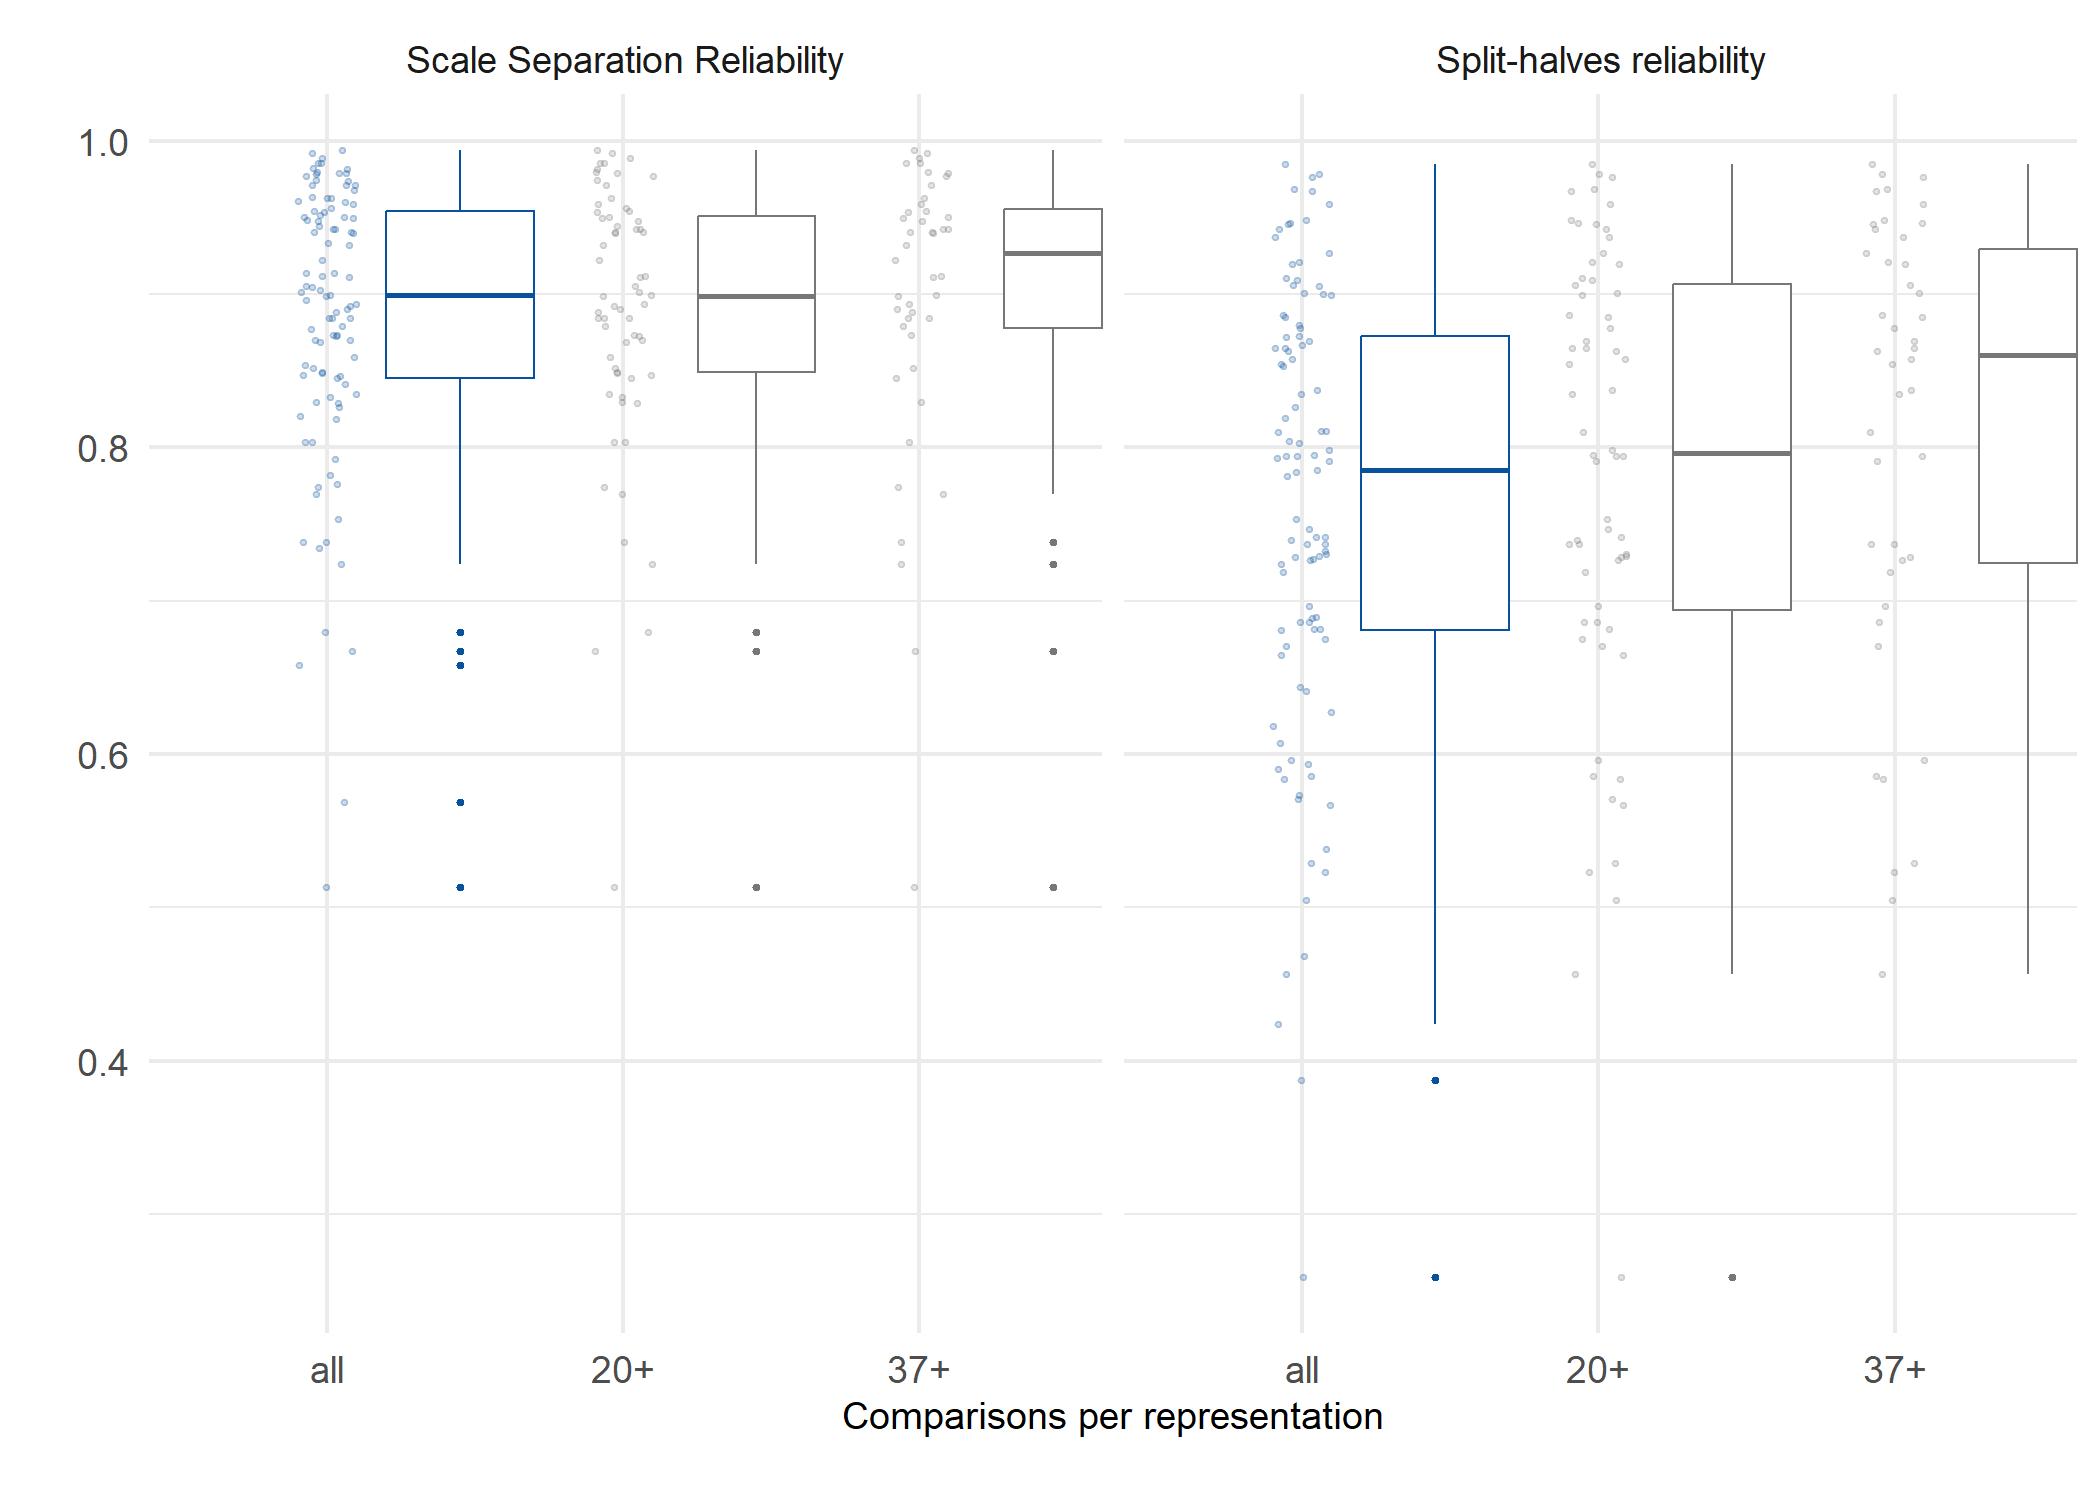 Scale Separation Reliability
Split-halves reliability
1.0
0.8
0.6
0.4
all 20+ 37+
all 20+ 37+
Comparisons per representation